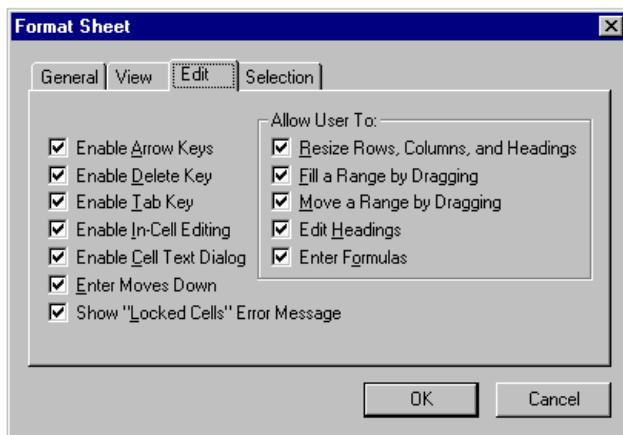 Format Sheet
General View Edit Selection
Enable Arrow Keys
Enable Delete Key
Enable Tab Key
Enable In-Cell Editing
Enable Cell Text Dialog
Enter Moves Down
Show "Locked Cells" Error Message
Allow User To:
Resize Rows, Columns, and Headings
Fill a Range by Dragging
Move a Range by Dragging
Edit Headings
Enter Formulas
OK Cancel